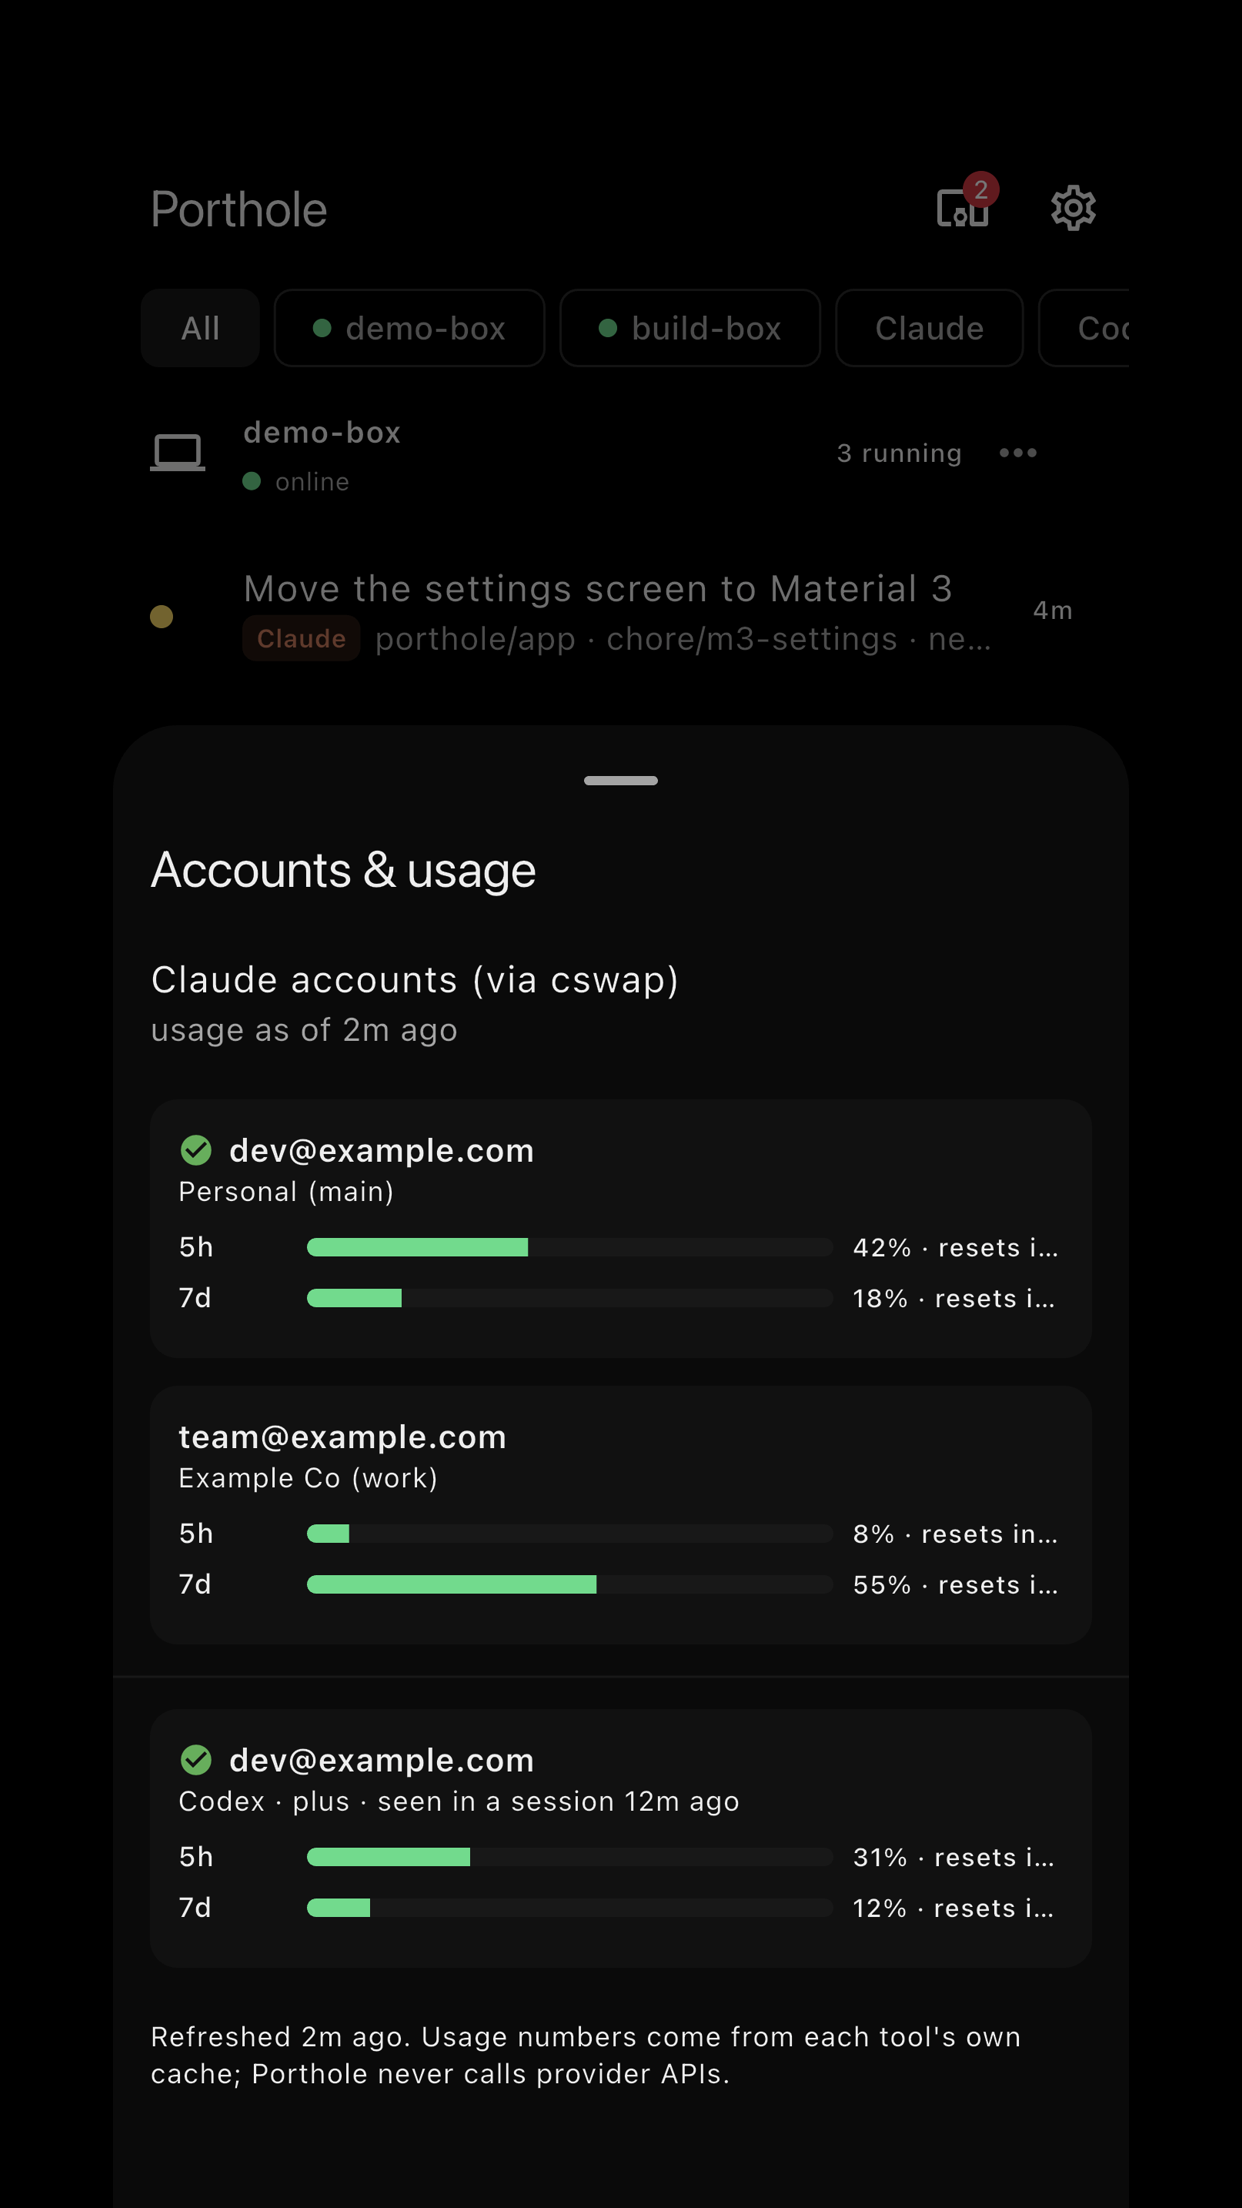 Porthole
2
All
demo-box
build-box
Claude
Coc
demo-box
3 running
online
Move the settings screen to Material 3
4m
Claude porthole/app · chore/m3-settings · ne...
Accounts & usage
Claude accounts (via cswap)
usage as of 2m ago
dev@example.com
Personal (main)
5h 42% · resets i...
7d 18% · resets i...
team@example.com
Example Co (work)
5h 8% · resets in...
7d 55% · resets i...
dev@example.com
Codex · plus · seen in a session 12m ago
5h 31% · resets i...
7d 12% · resets i...
Refreshed 2m ago. Usage numbers come from each tool's own
cache; Porthole never calls provider APIs.